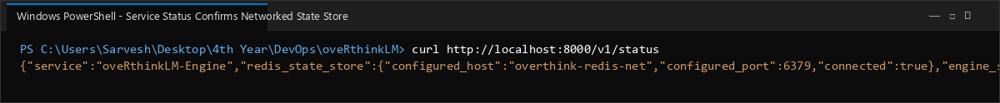 Windows PowerShell - Service Status Confirms Networked State Store
PS C:\Users\Sarvesh\Desktop\4th Year\DevOps\oveRthinkLM> curl http://localhost:8000/v1/status
{"service":"oveRthinkLM-Engine","redis_state_store":{"configured_host":"overthink-redis-net","configured_port":6379,"connected":true},"engine_s